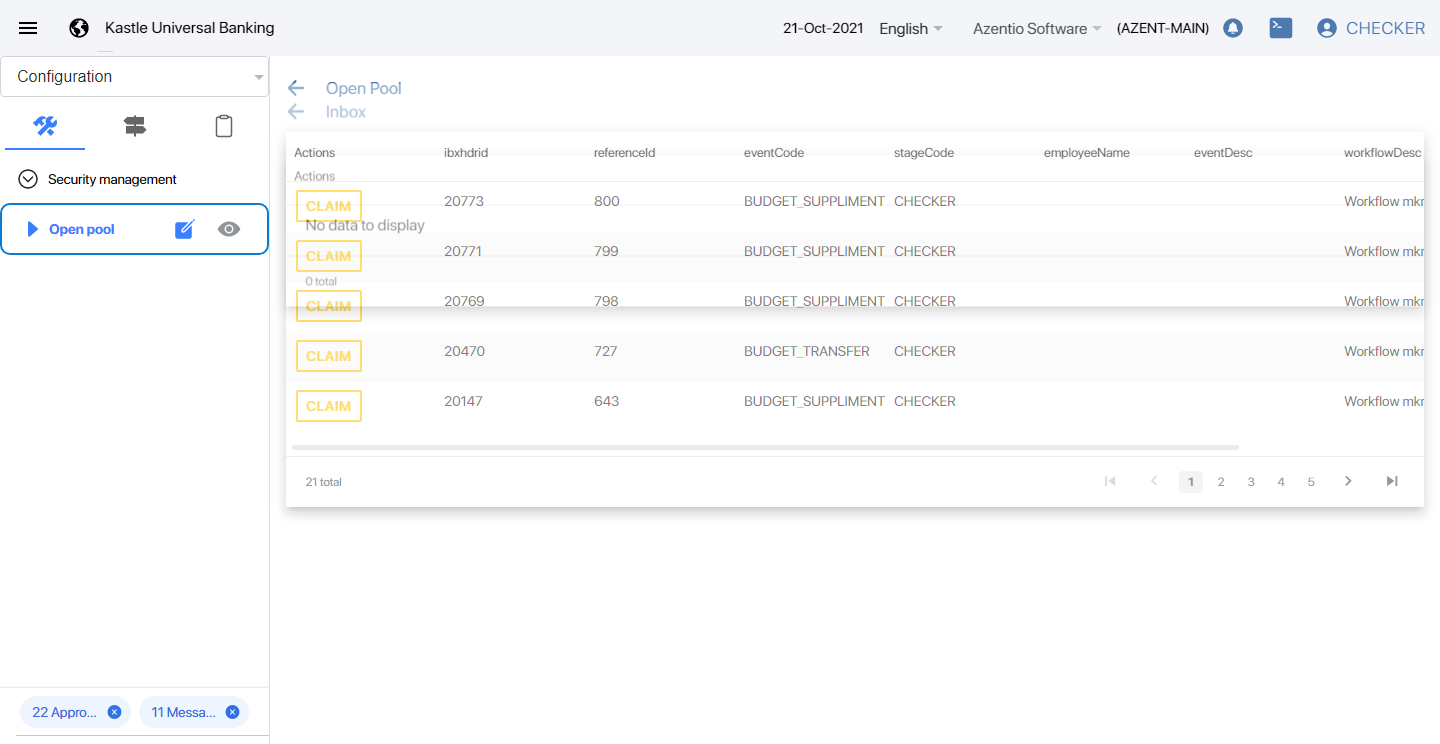 Kastle Universal Banking 21-Oct-2021 English Azentio Software (AZENT-MAIN) CHECKER
Configuration
Security management
Open pool
22 Appro...
11 Messa...
Open Pool
Inbox
Actions ibxhdrid referenceId eventCode stageCode employeeName eventDesc workflowDesc
Actions
CLAIM 20773 800 BUDGET_SUPPLIMENT CHECKER Workflow mkr
No data to display
CLAIM 20771 799 BUDGET_SUPPLIMENT CHECKER Workflow mkr
0 total
CLAIM 20769 798 BUDGET_SUPPLIMENT CHECKER Workflow mkr
CLAIM 20470 727 BUDGET_TRANSFER CHECKER Workflow mkr
CLAIM 20147 643 BUDGET_SUPPLIMENT CHECKER Workflow mkr
21 total 1 2 3 4 5